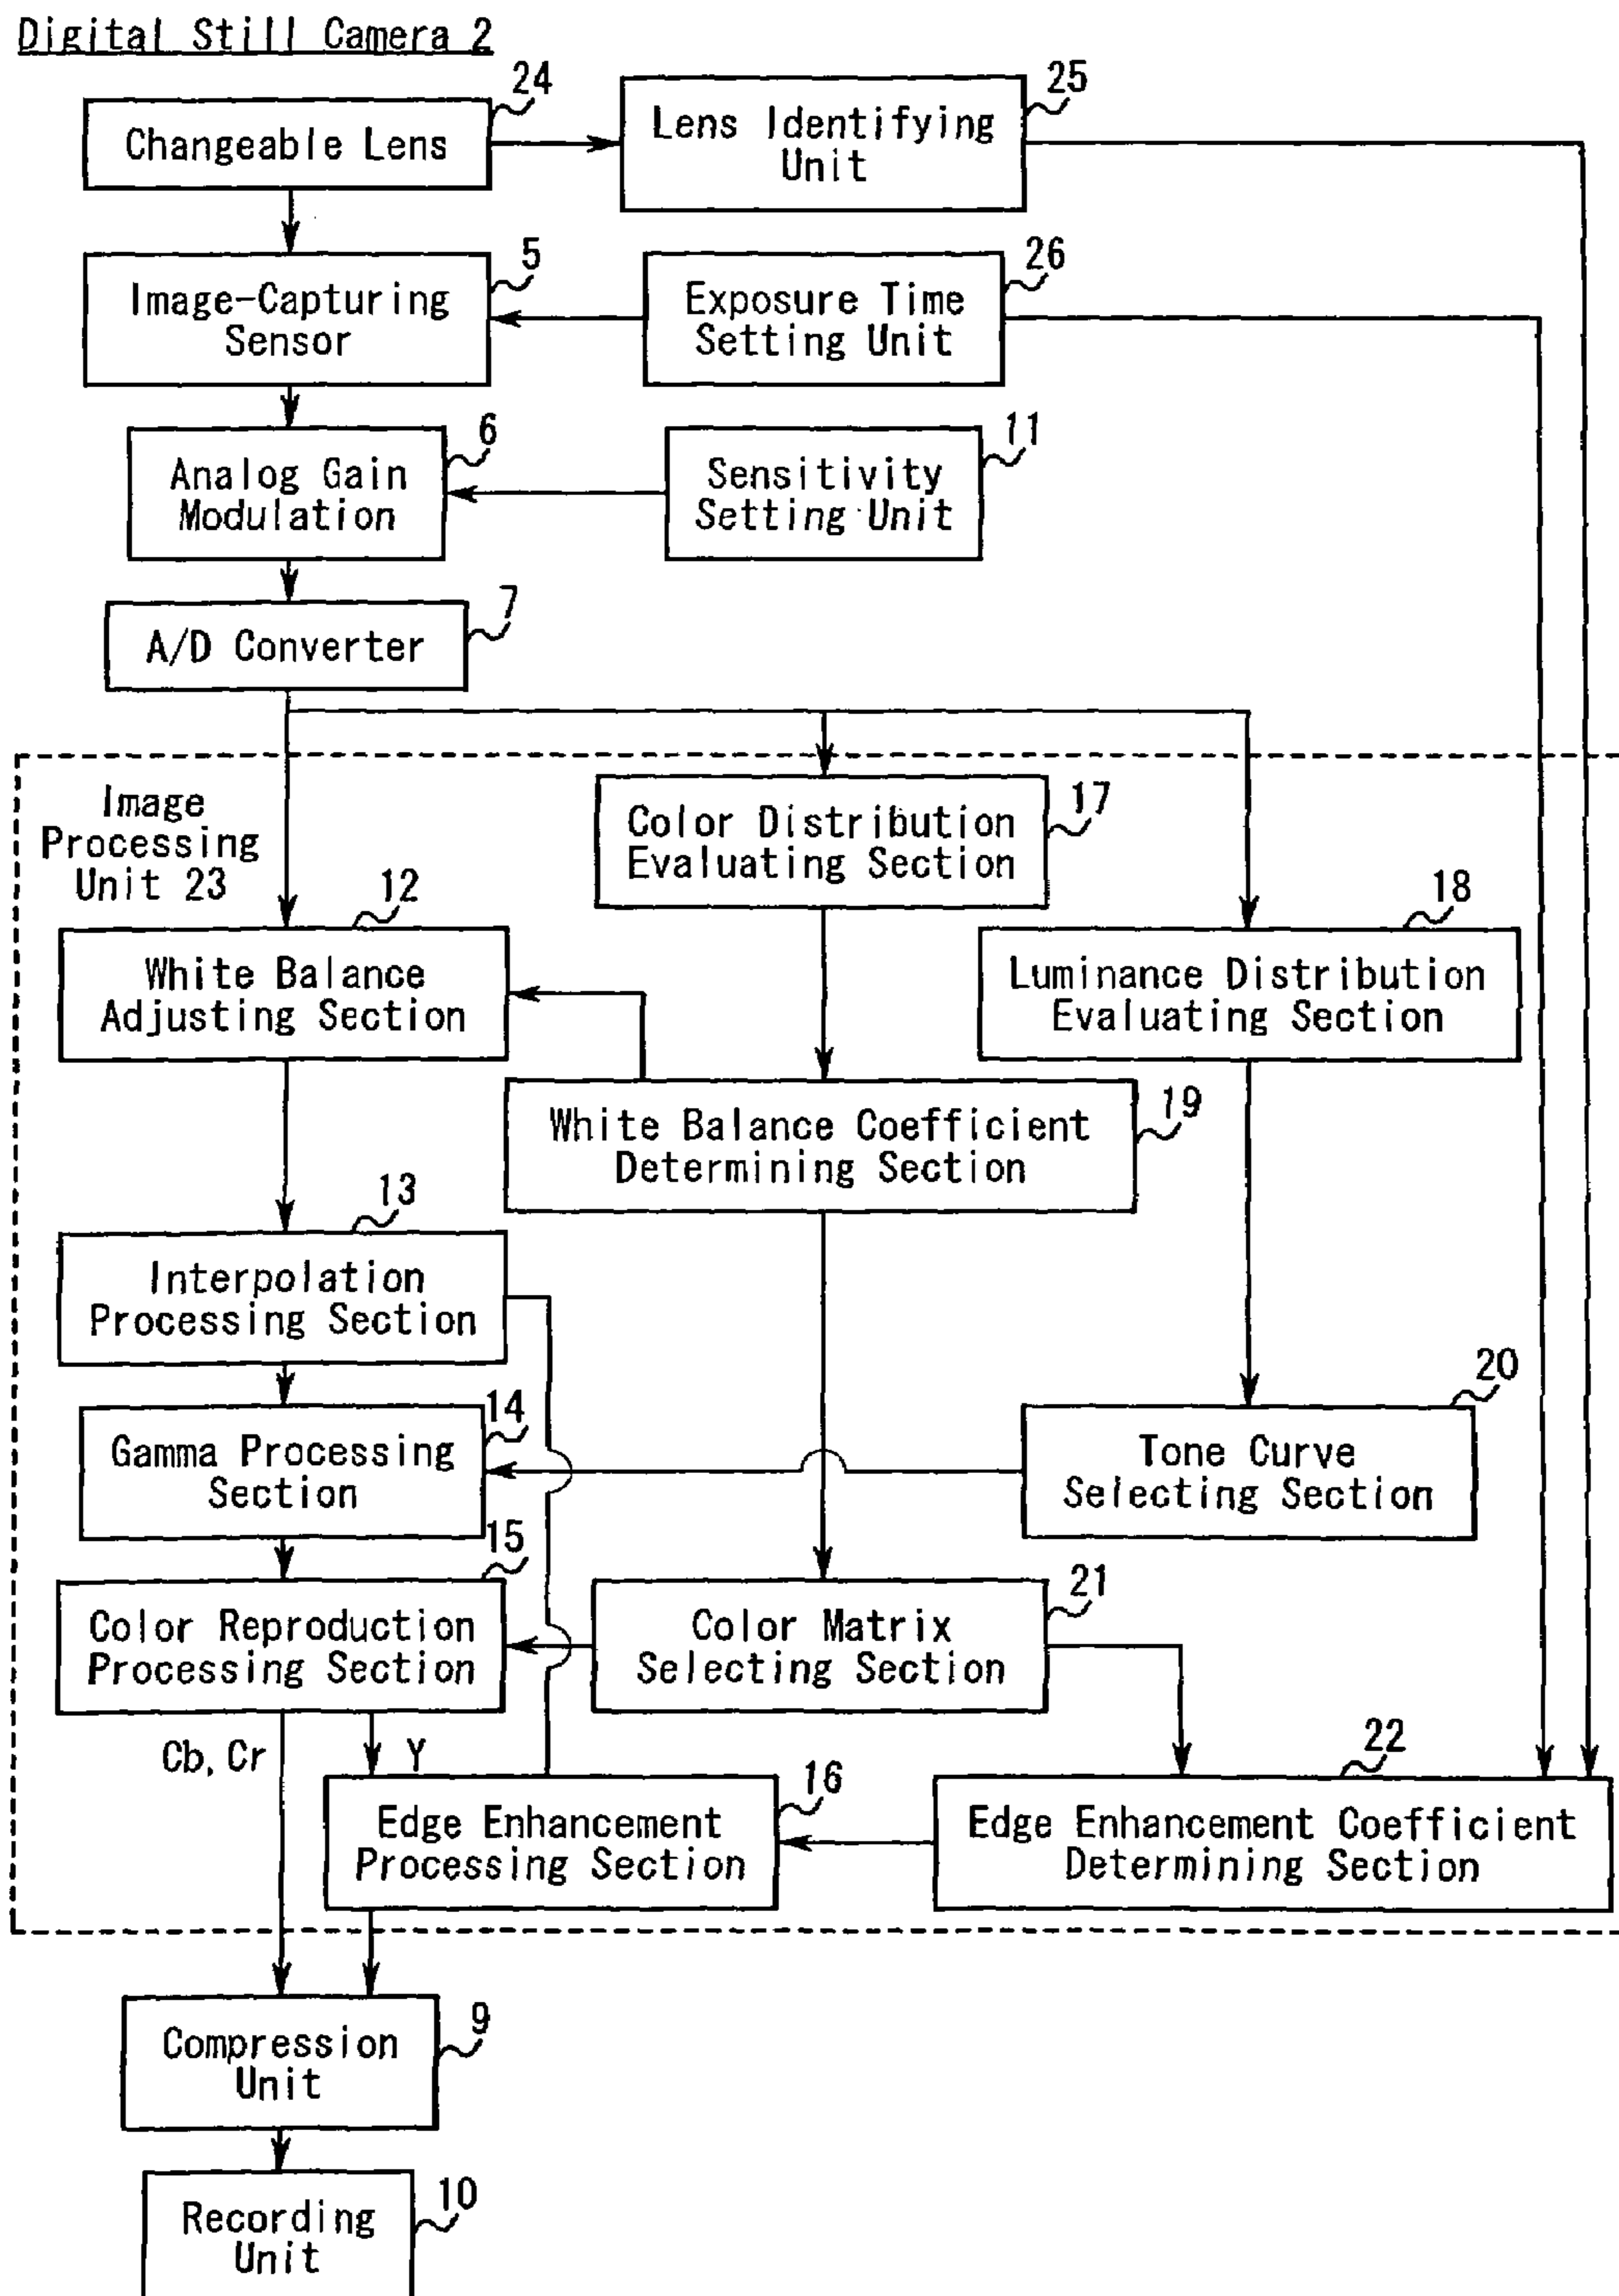 Digital Still Camera 2
24
Changeable Lens
25
Lens Identifying
Unit
5
Image-Capturing
Sensor
26
Exposure Time
Setting Unit
6
Analog Gain
Modulation
11
Sensitivity
Setting Unit
7
A/D Converter
Image
Processing
Unit 23
17
Color Distribution
Evaluating Section
12
White Balance
Adjusting Section
18
Luminance Distribution
Evaluating Section
19
White Balance Coefficient
Determining Section
13
Interpolation
Processing Section
14
Gamma Processing
Section
20
Tone Curve
Selecting Section
15
Color Reproduction
Processing Section
21
Color Matrix
Selecting Section
Cb, Cr
Y
16
Edge Enhancement
Processing Section
22
Edge Enhancement Coefficient
Determining Section
9
Compression
Unit
10
Recording
Unit